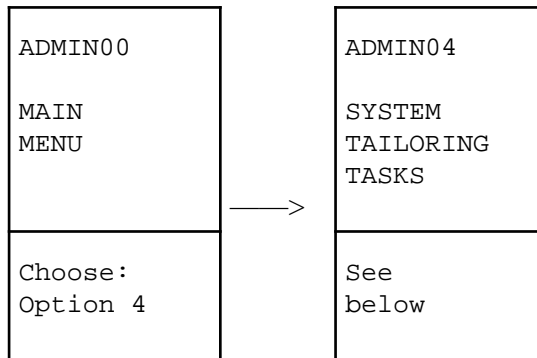 ADMIN00
MAIN
MENU
Choose:
Option 4
ADMIN04
SYSTEM
TAILORING
TASKS
See
below